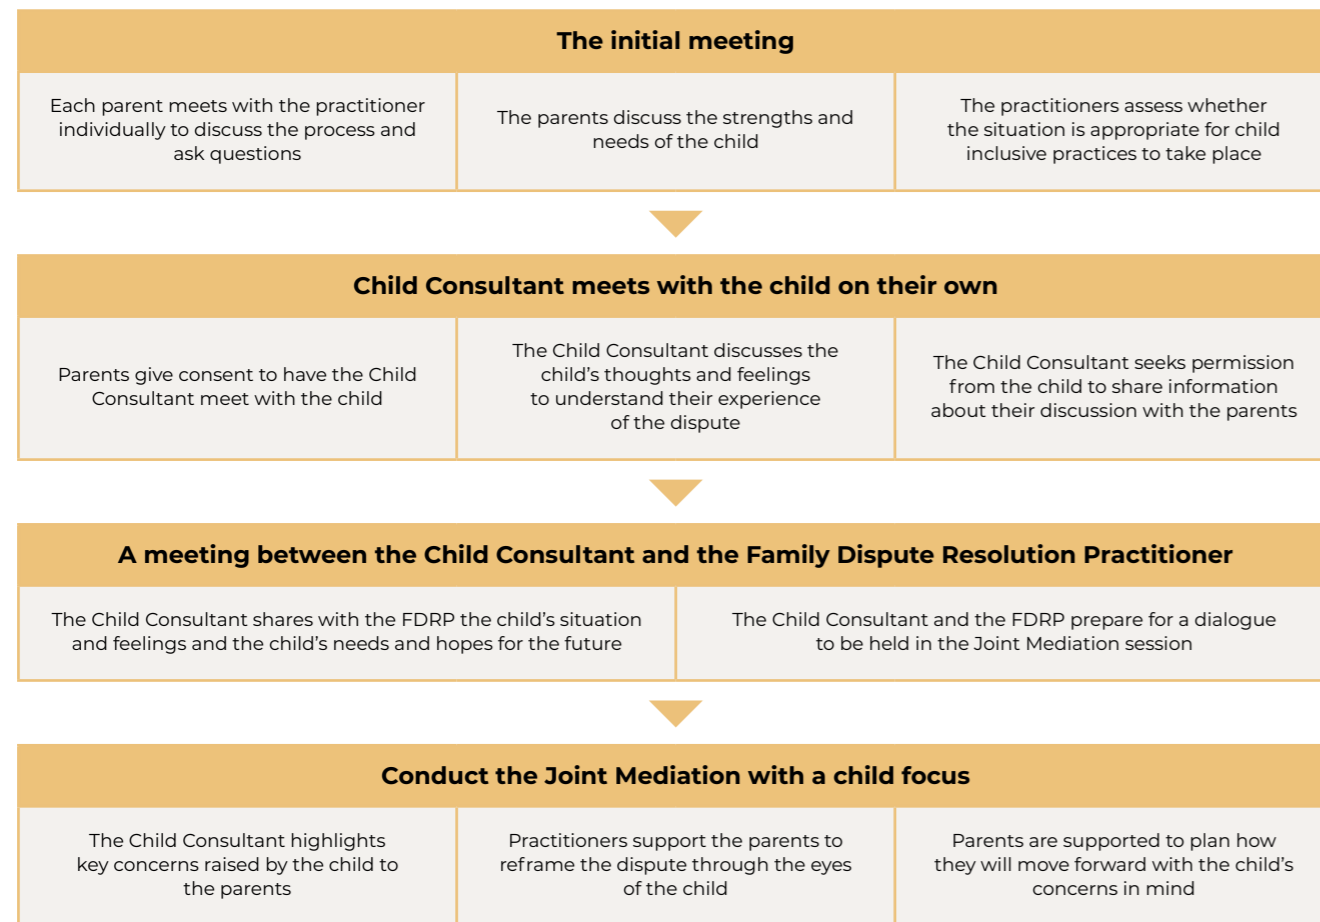 The initial meeting
Each parent meets with the practitioner
individually to discuss the process and
ask questions
The parents discuss the strengths and
needs of the child
The practitioners assess whether
the situation is appropriate for child
inclusive practices to take place
Child Consultant meets with the child on their own
Parents give consent to have the Child
Consultant meet with the child
The Child Consultant discusses the
child’s thoughts and feelings
to understand their experience
of the dispute
The Child Consultant seeks permission
from the child to share information
about their discussion with the parents
A meeting between the Child Consultant and the Family Dispute Resolution Practitioner
The Child Consultant shares with the FDRP the child’s situation
and feelings and the child’s needs and hopes for the future
The Child Consultant and the FDRP prepare for a dialogue
to be held in the Joint Mediation session
Conduct the Joint Mediation with a child focus
The Child Consultant highlights
key concerns raised by the child to
the parents
Practitioners support the parents to
reframe the dispute through the eyes
of the child
Parents are supported to plan how
they will move forward with the child’s
concerns in mind